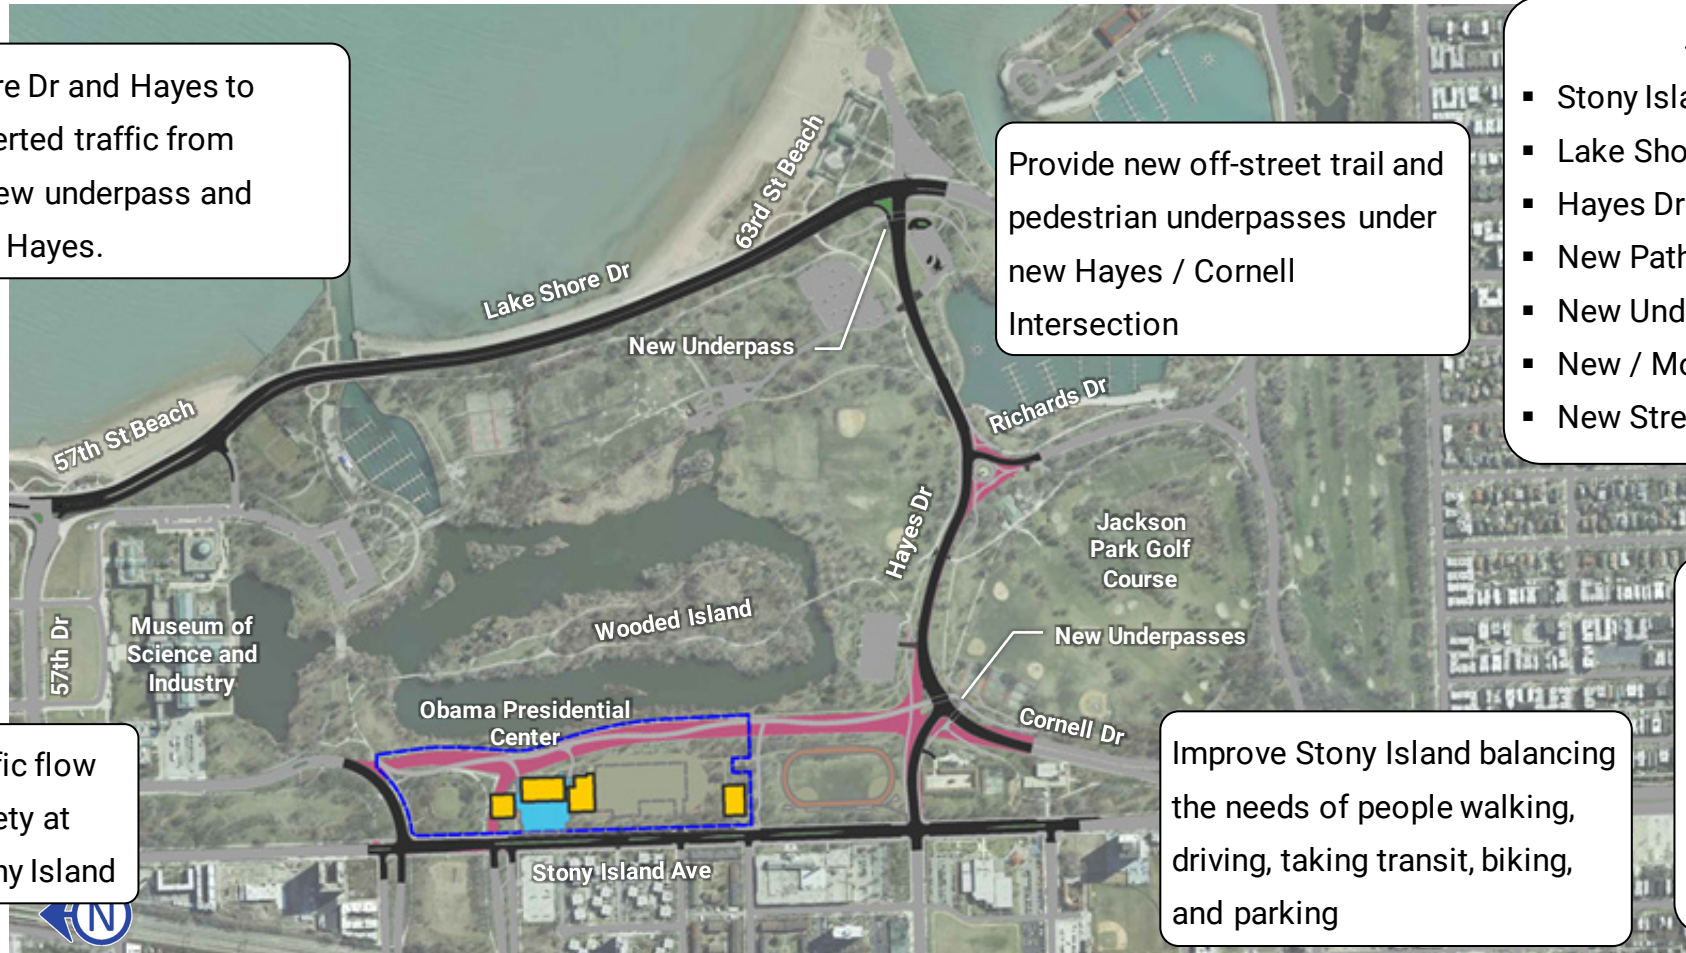 re Dr and Hayes to
erted traffic from
ew underpass and
Hayes.
Provide new off-street trail and
pedestrian underpasses under
new Hayes / Cornell
Intersection
▪ Stony Isla
▪ Lake Sho
▪ Hayes Dr
▪ New Path
▪ New Und
▪ New / Mo
▪ New Stre
63rd St Beach
Lake Shore Dr
New Underpass
57th St Beach
Richards Dr
Hayes Dr
Jackson
Park Golf
Course
Wooded Island
New Underpasses
57th Dr
Museum of
Science and
Industry
Obama Presidential
Center
Cornell Dr
fic flow
ety at
ny Island
Improve Stony Island balancing
the needs of people walking,
driving, taking transit, biking,
and parking
Stony Island Ave
N